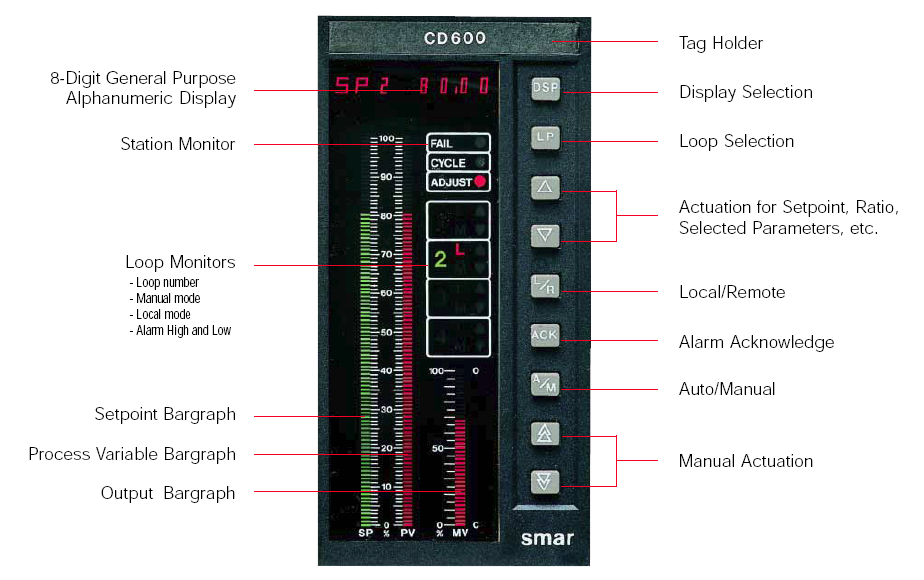 CD600
Tag Holder
8-Digit General Purpose
Alphanumeric Display
SP2 80.00
DSP
Display Selection
Station Monitor
FAIL
CYCLE
ADJUST
LP
Loop Selection
Actuation for Setpoint, Ratio,
Selected Parameters, etc.
Loop Monitors
- Loop number
- Manual mode
- Local mode
- Alarm High and Low
2 L
L/R
Local/Remote
ACK
Alarm Acknowledge
A/M
Auto/Manual
Setpoint Bargraph
Process Variable Bargraph
Output Bargraph
Manual Actuation
100
90
80
70
60
50
40
30
20
10
0
SP % PV
100 0
50
0 C
% MV
smar